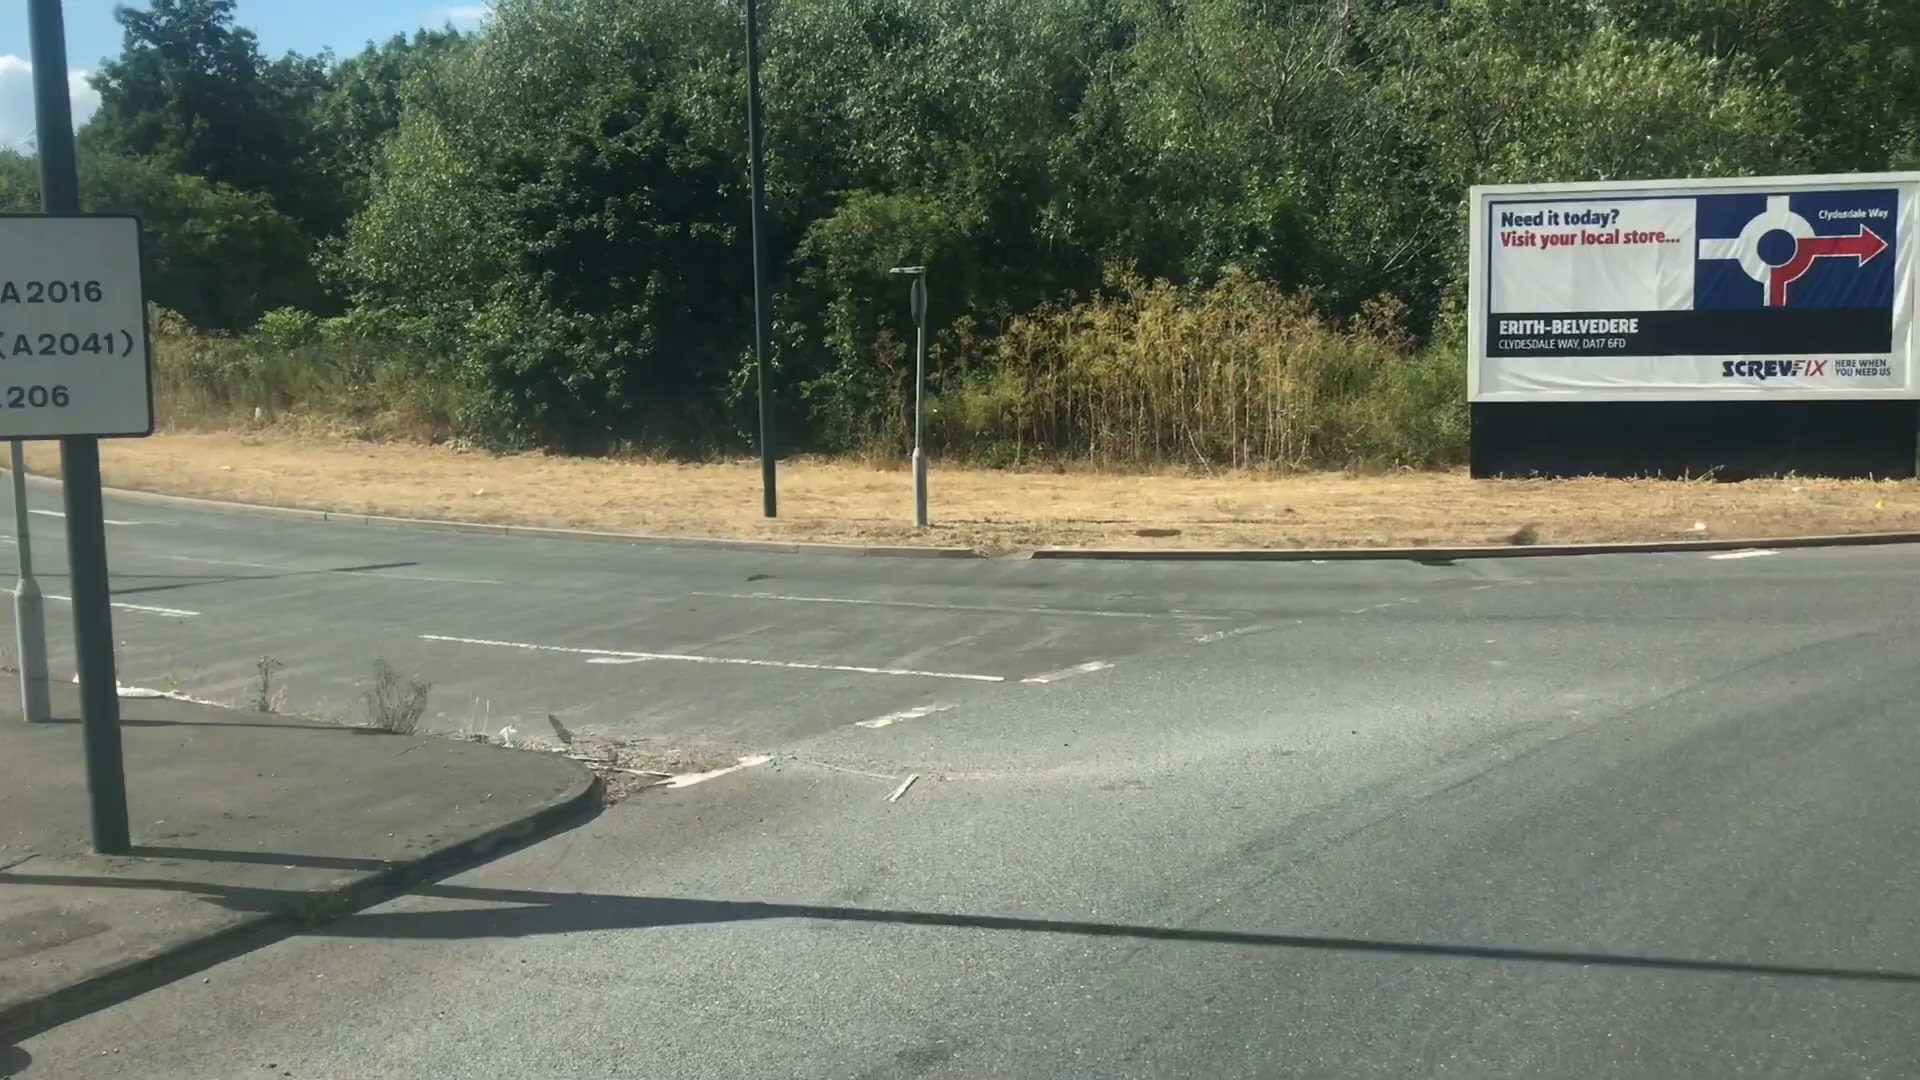 A2016
(A2041)
206
Need it today?
Visit your local store...
Clydesdale Way
ERITH-BELVEDERE
CLYDESDALE WAY, DA17 6FD
SCREWFIX
HERE WHEN
YOU NEED US